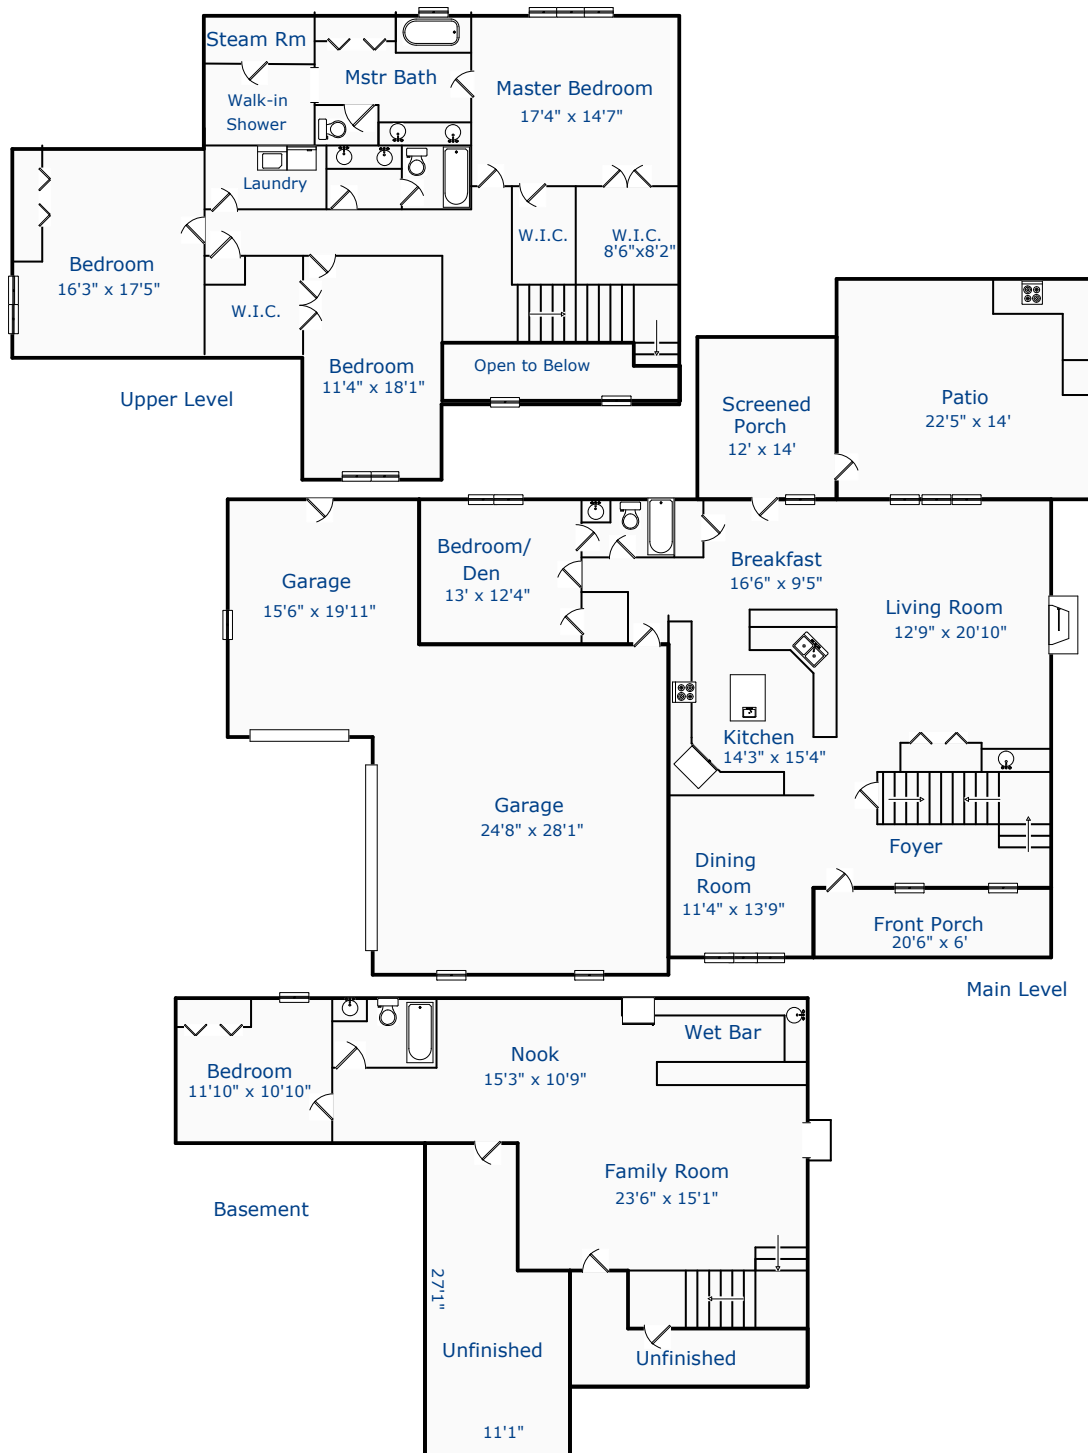 Steam Rm
Mstr Bath
Walk-in
Shower
Master Bedroom
17'4" x 14'7"
Laundry
Bedroom
16'3" x 17'5"
W.I.C.
W.I.C.
W.I.C.
8'6"x8'2"
Bedroom
11'4" x 18'1"
Open to Below
Upper Level
Screened
Porch
12' x 14'
Patio
22'5" x 14'
Garage
15'6" x 19'11"
Bedroom/
Den
13' x 12'4"
Breakfast
16'6" x 9'5"
Living Room
12'9" x 20'10"
Kitchen
14'3" x 15'4"
Garage
24'8" x 28'1"
Dining
Room
11'4" x 13'9"
Foyer
Front Porch
20'6" x 6'
Main Level
Bedroom
11'10" x 10'10"
Nook
15'3" x 10'9"
Wet Bar
Family Room
23'6" x 15'1"
Basement
27'1"
Unfinished
11'1"
Unfinished